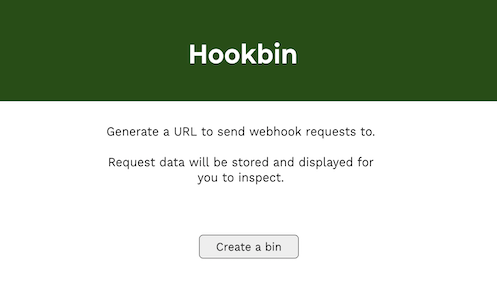 Hookbin
Generate a URL to send webhook requests to.
Request data will be stored and displayed for
you to inspect.
Create a bin